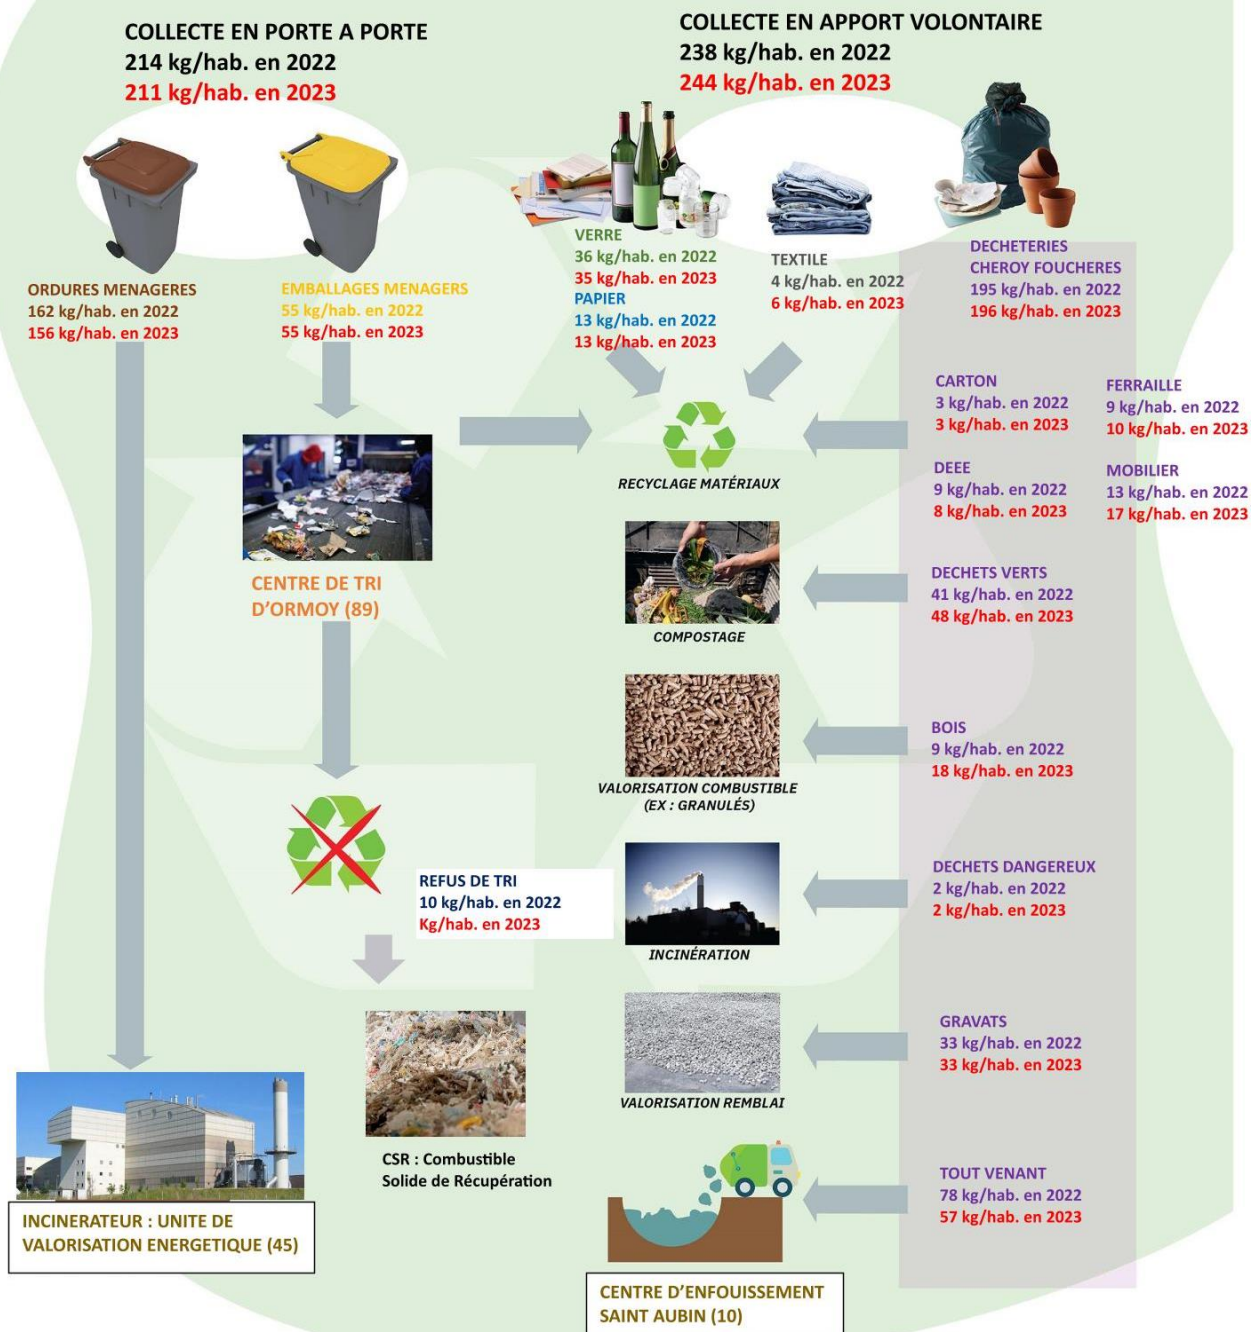 COLLECTE EN PORTE A PORTE
214 kg/hab. en 2022
211 kg/hab. en 2023
COLLECTE EN APPORT VOLONTAIRE
238 kg/hab. en 2022
244 kg/hab. en 2023
ORDURES MENAGERES
162 kg/hab. en 2022
156 kg/hab. en 2023
EMBALLAGES MENAGERS
55 kg/hab. en 2022
55 kg/hab. en 2023
VERRE
36 kg/hab. en 2022
35 kg/hab. en 2023
PAPIER
13 kg/hab. en 2022
13 kg/hab. en 2023
TEXTILE
4 kg/hab. en 2022
6 kg/hab. en 2023
DECHETERIES
CHEROY FOUCHERES
195 kg/hab. en 2022
196 kg/hab. en 2023
CARTON
3 kg/hab. en 2022
3 kg/hab. en 2023
FERRAILLE
9 kg/hab. en 2022
10 kg/hab. en 2023
DEEE
9 kg/hab. en 2022
8 kg/hab. en 2023
MOBILIER
13 kg/hab. en 2022
17 kg/hab. en 2023
RECYCLAGE MATÉRIAUX
CENTRE DE TRI
D'ORMOY (89)
COMPOSTAGE
DECHETS VERTS
41 kg/hab. en 2022
48 kg/hab. en 2023
VALORISATION COMBUSTIBLE
(EX : GRANULÉS)
BOIS
9 kg/hab. en 2022
18 kg/hab. en 2023
REFUS DE TRI
10 kg/hab. en 2022
Kg/hab. en 2023
INCINÉRATION
DECHETS DANGEREUX
2 kg/hab. en 2022
2 kg/hab. en 2023
VALORISATION REMBLAI
GRAVATS
33 kg/hab. en 2022
33 kg/hab. en 2023
CSR : Combustible
Solide de Récupération
TOUT VENANT
78 kg/hab. en 2022
57 kg/hab. en 2023
INCINERATEUR : UNITE DE
VALORISATION ENERGETIQUE (45)
CENTRE D'ENFOUISSEMENT
SAINT AUBIN (10)